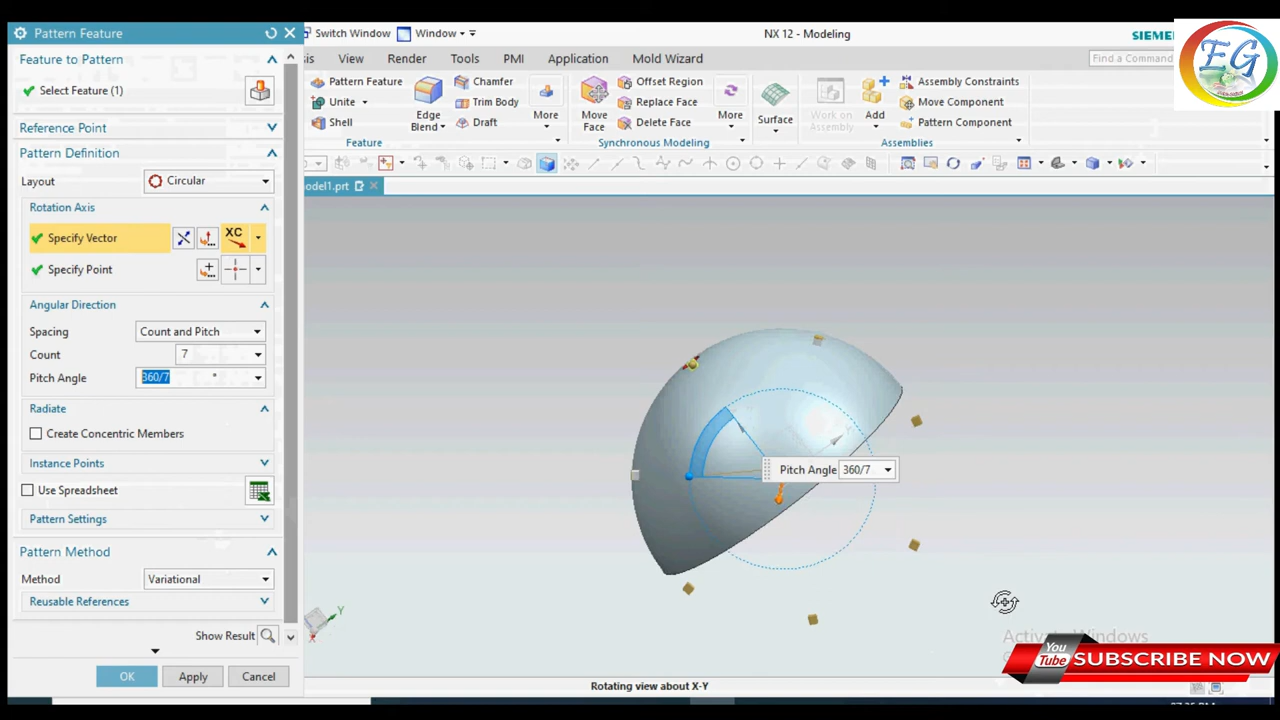 Pattern Feature
Switch Window
Window
NX 12 - Modeling
SIEM
EG
Feature to Pattern
View
Render
Tools
PMI
Application
Mold Wizard
Find a Command
Select Feature (1)
Pattern Feature
Chamfer
Offset Region
Assembly Constraints
Unite
Trim Body
Replace Face
Move Component
Shell
Draft
Delete Face
Pattern Component
Edge
Blend
More
Move
Face
More
Surface
Work on
Assembly
Add
Feature
Synchronous Modeling
Assemblies
Reference Point
Pattern Definition
Layout
Circular
odel1.prt
Rotation Axis
Specify Vector
XC
Specify Point
Angular Direction
Spacing
Count and Pitch
Count
7
Pitch Angle
360/7
°
Radiate
Create Concentric Members
Instance Points
Pitch Angle
360/7
Use Spreadsheet
Pattern Settings
Pattern Method
Method
Variational
Reusable References
Y
Show Result
Activate Windows
You
Tube
SUBSCRIBE NOW
OK
Apply
Cancel
Rotating view about X-Y